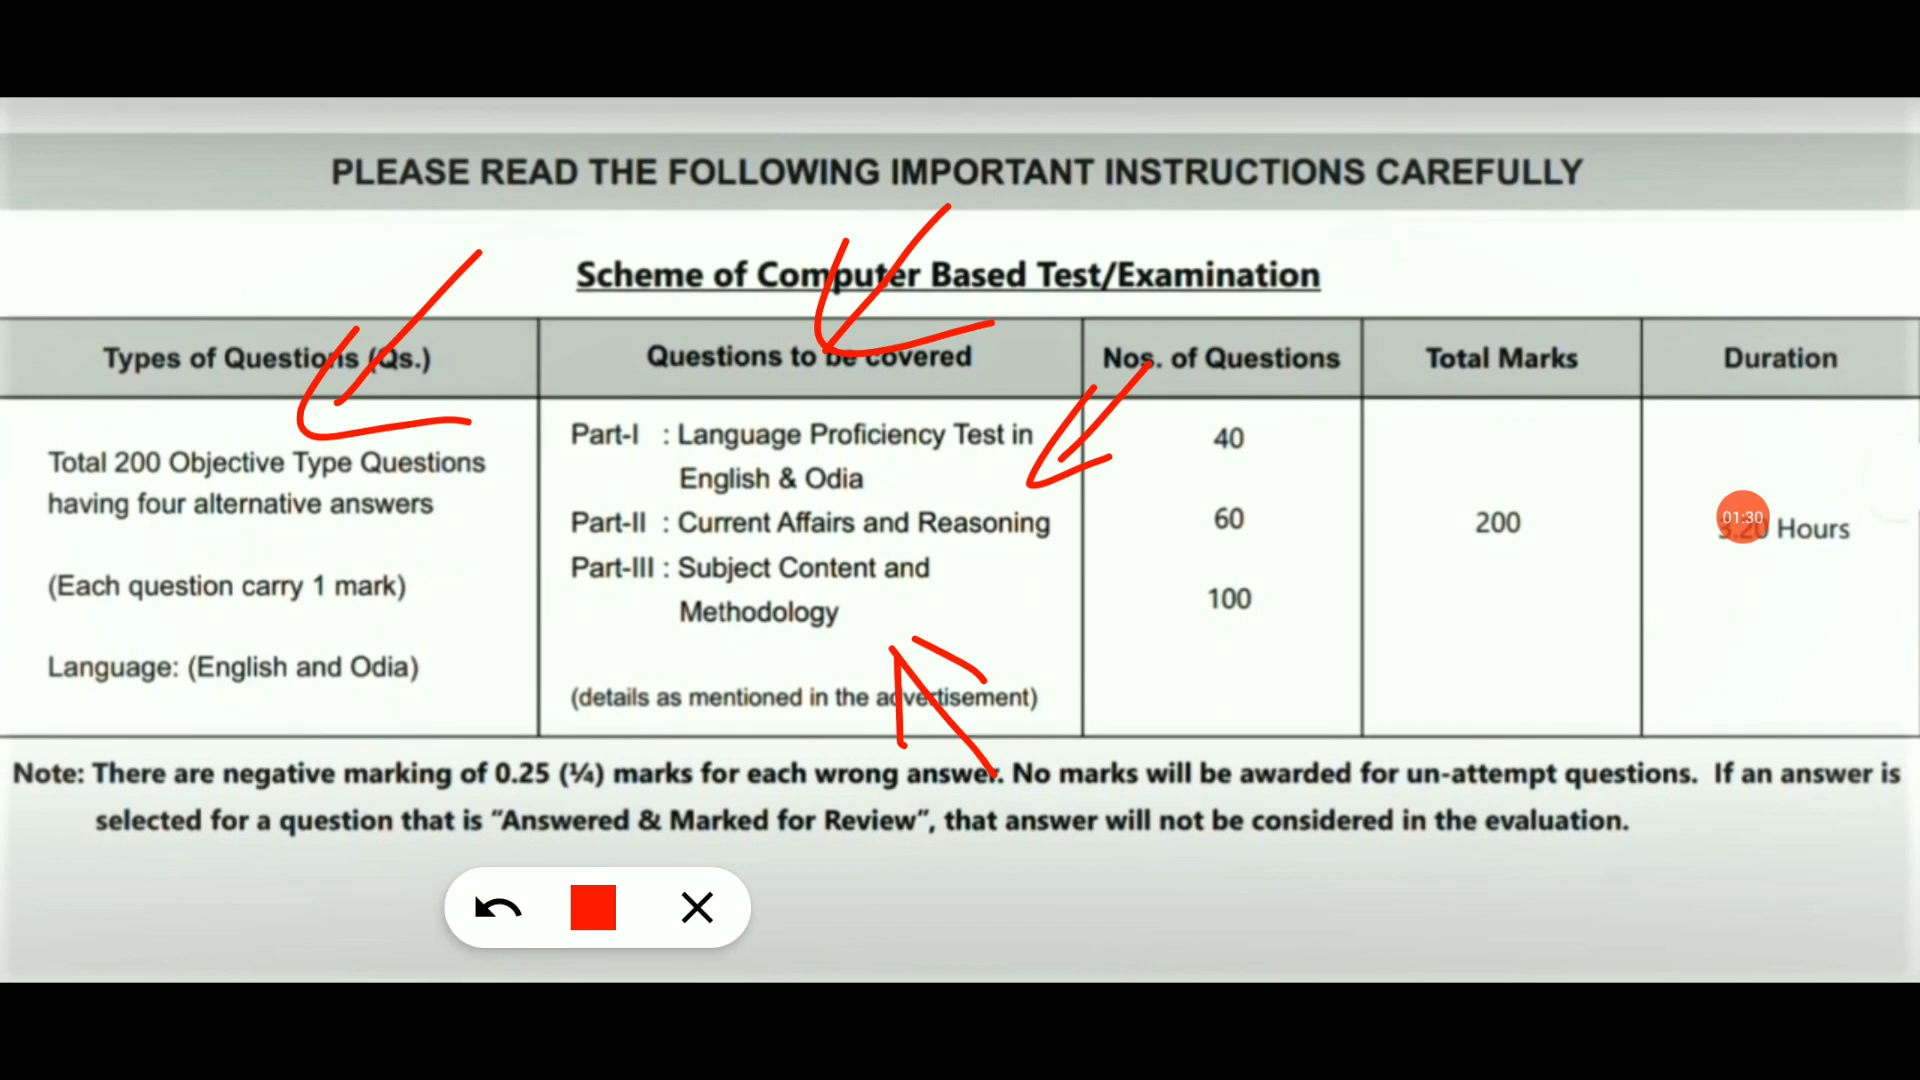 PLEASE READ THE FOLLOWING IMPORTANT INSTRUCTIONS CAREFULLY
Scheme of Computer Based Test/Examination
Types of Questions (Qs.)
Questions to be covered
Nos. of Questions
Total Marks
Duration
Total 200 Objective Type Questions
having four alternative answers
(Each question carry 1 mark)
Language: (English and Odia)
Part-I : Language Proficiency Test in
English & Odia
Part-II : Current Affairs and Reasoning
Part-III : Subject Content and
Methodology
(details as mentioned in the advertisement)
40
60
100
200
3.20 Hours
01:30
Note: There are negative marking of 0.25 (¼) marks for each wrong answer. No marks will be awarded for un-attempt questions. If an answer is
selected for a question that is “Answered & Marked for Review”, that answer will not be considered in the evaluation.